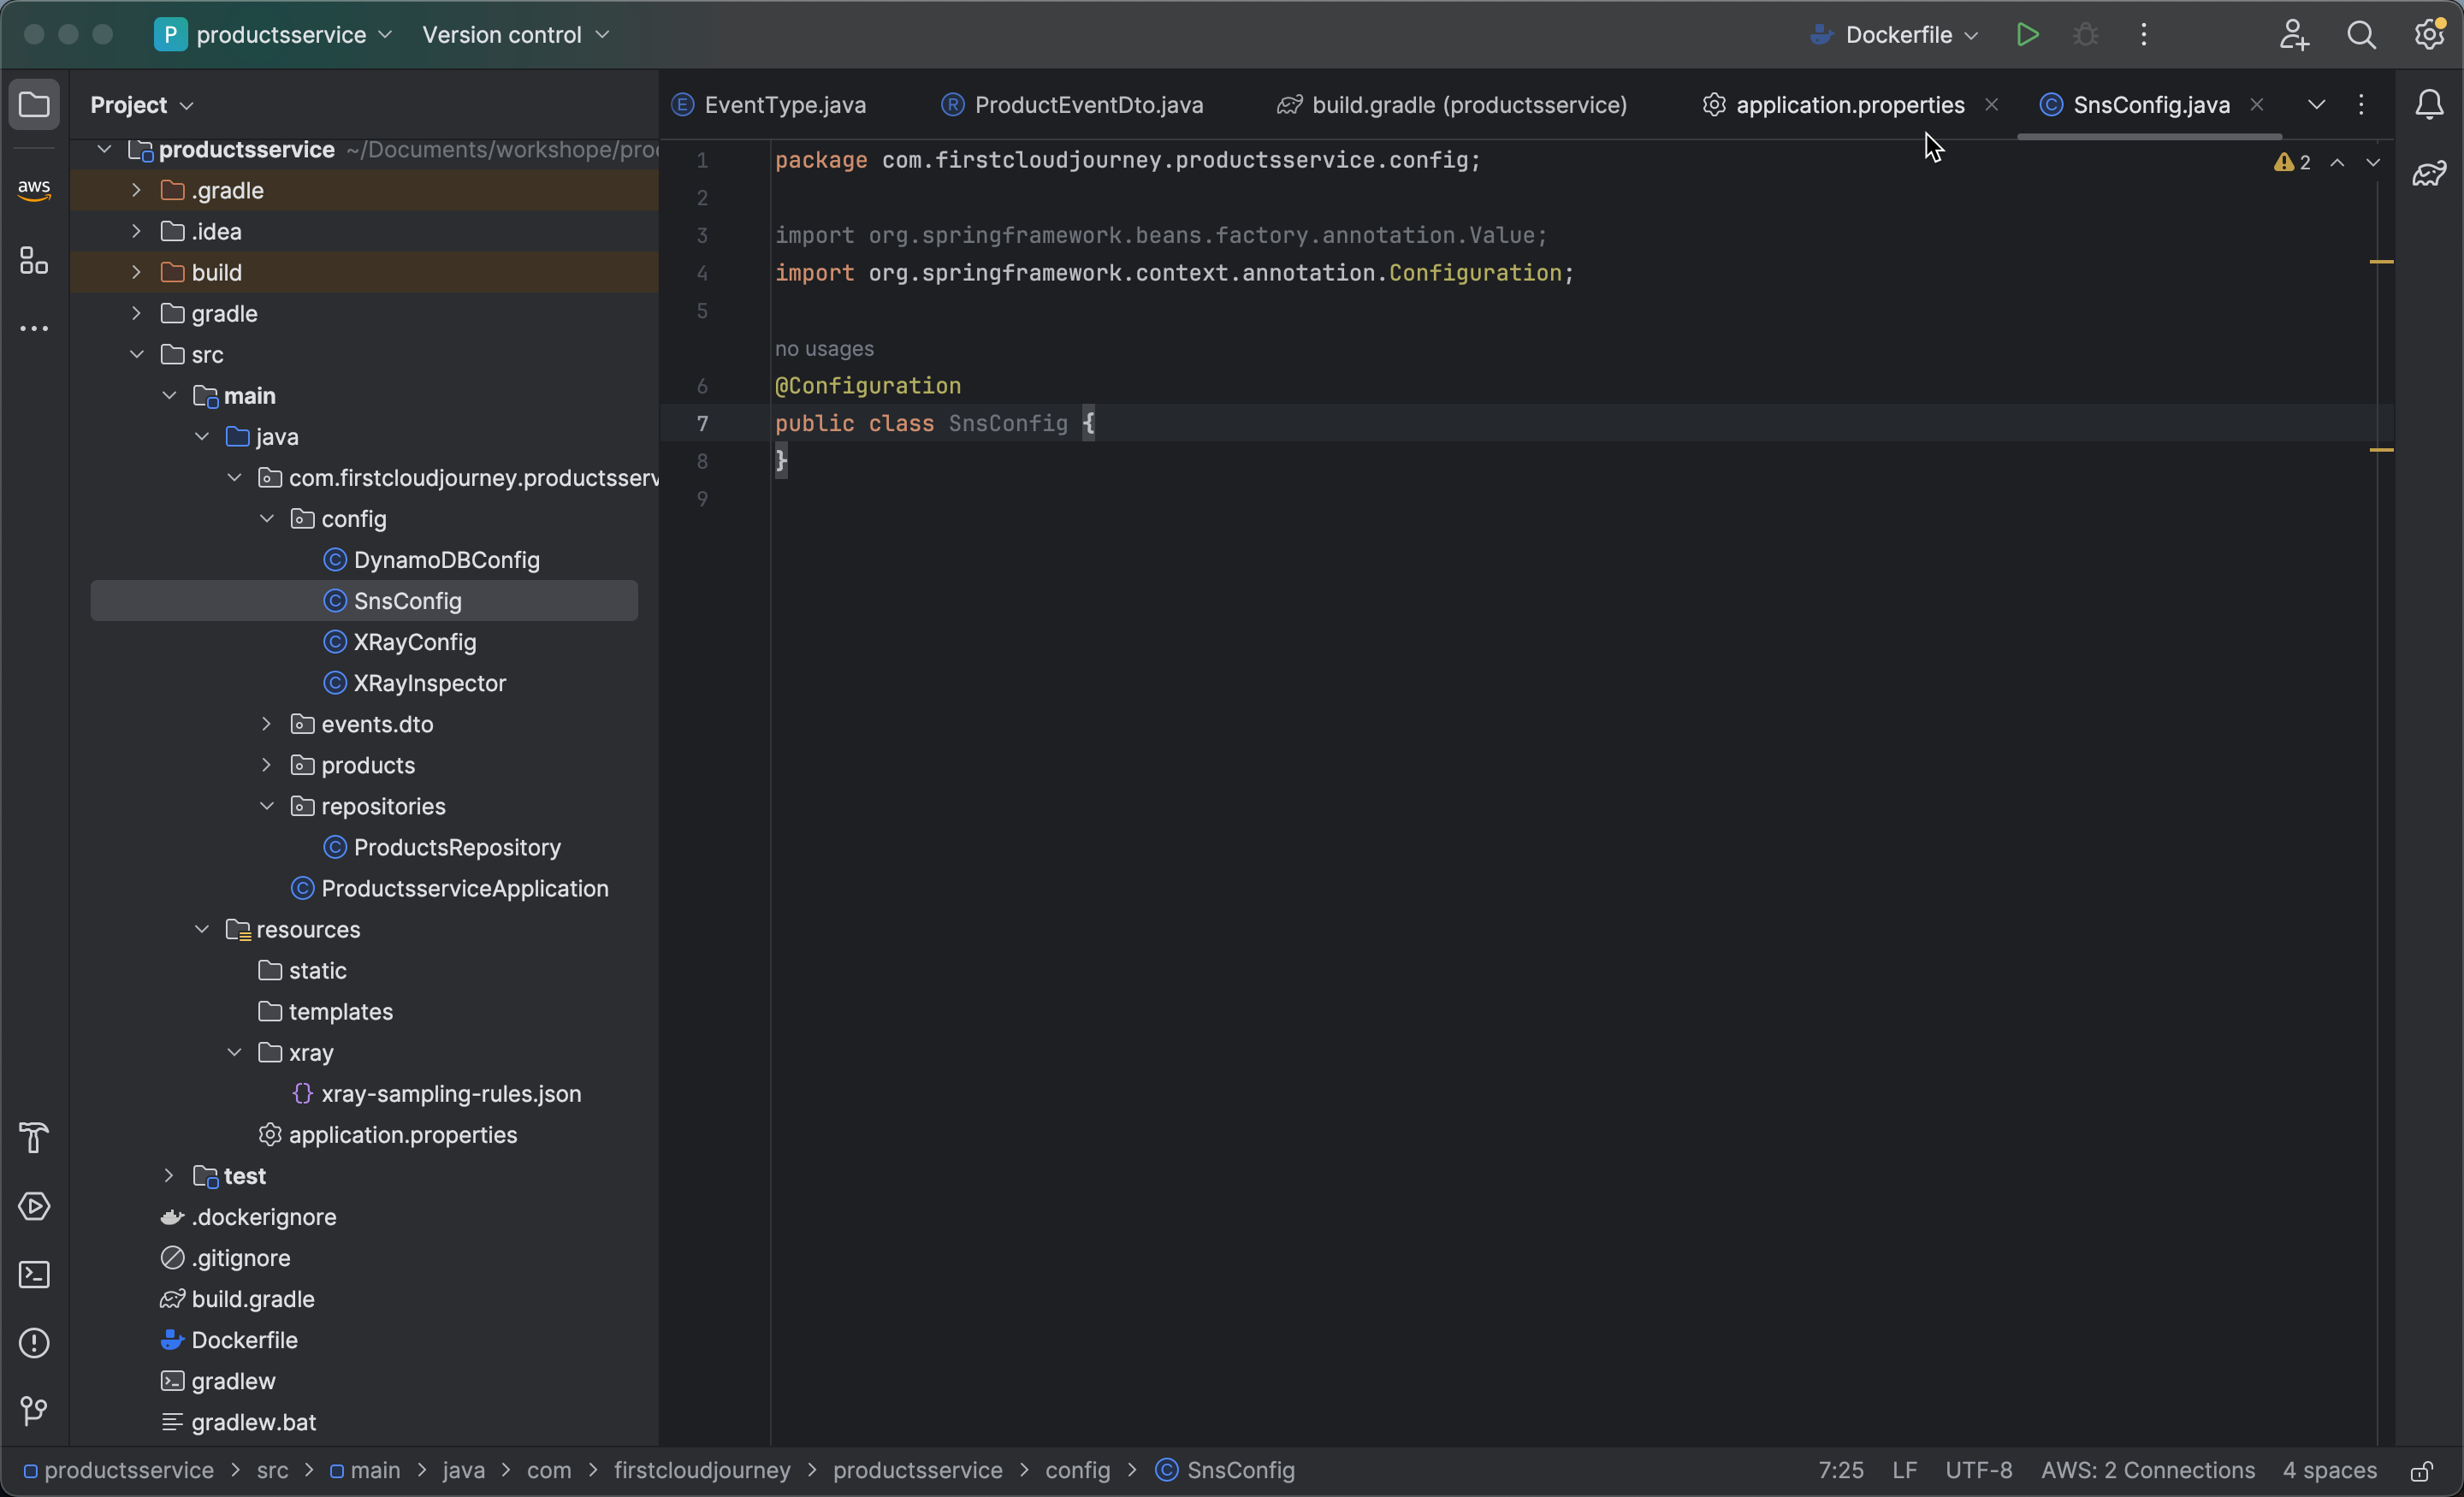 P productsservice Version control Dockerfile
Project
EventType.java ProductEventDto.java build.gradle (productsservice) application.properties SnsConfig.java
aws
productsservice ~/Documents/workshope/pro
.gradle
.idea
build
gradle
src
main
java
com.firstcloudjourney.productsserv
config
DynamoDBConfig
SnsConfig
XRayConfig
XRayInspector
events.dto
products
repositories
ProductsRepository
ProductsserviceApplication
resources
static
templates
xray
{} xray-sampling-rules.json
application.properties
test
.dockerignore
.gitignore
build.gradle
Dockerfile
gradlew
gradlew.bat
1 package com.firstcloudjourney.productsservice.config;
2
3 import org.springframework.beans.factory.annotation.Value;
4 import org.springframework.context.annotation.Configuration;
5
no usages
6 @Configuration
7 public class SnsConfig {
8 }
9
2
productsservice > src > main > java > com > firstcloudjourney > productsservice > config > SnsConfig
7:25 LF UTF-8 AWS: 2 Connections 4 spaces